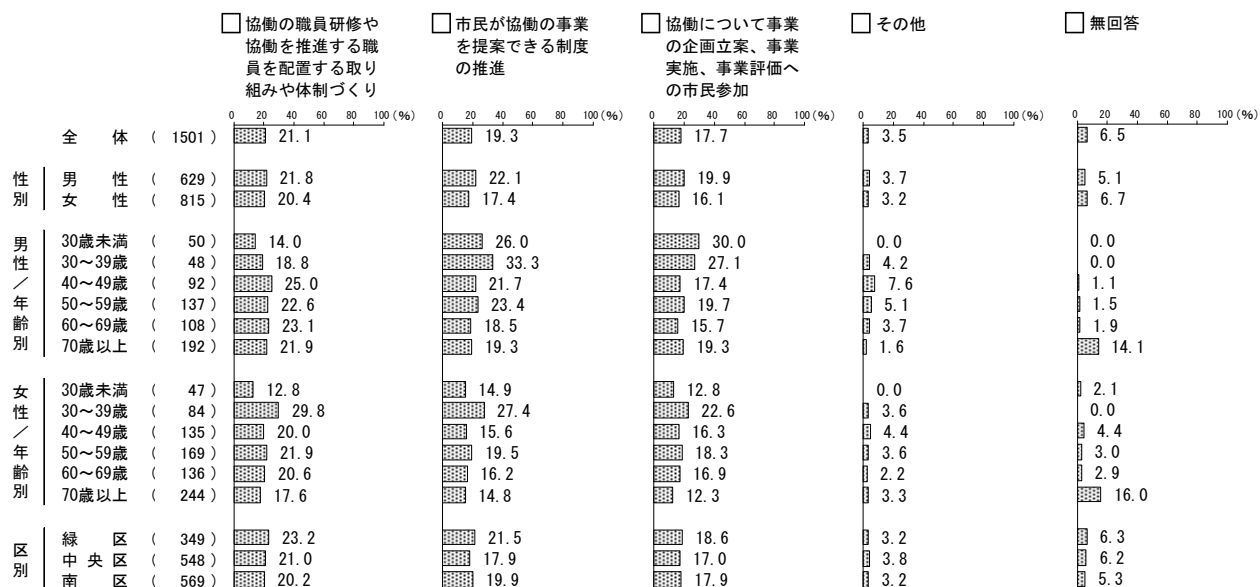 協働の職員研修や
協働を推進する職
員を配置する取り
組みや体制づくり
市民が協働の事業
を提案できる制度
の推進
協働について事業
の企画立案、事業
実施、事業評価へ
の市民参加
その他
無回答
0 20 40 60 80 100(%) 0 20 40 60 80 100(%) 0 20 40 60 80 100(%) 0 20 40 60 80 100(%) 0 20 40 60 80 100(%)
全体 ( 1501 ) 21.1 19.3 17.7 3.5 6.5
性別
男性 ( 629 ) 21.8 22.1 19.9 3.7 5.1
女性 ( 815 ) 20.4 17.4 16.1 3.2 6.7
男性/年齢別
30歳未満 ( 50 ) 14.0 26.0 30.0 0.0 0.0
30~39歳 ( 48 ) 18.8 33.3 27.1 4.2 0.0
40~49歳 ( 92 ) 25.0 21.7 17.4 7.6 1.1
50~59歳 ( 137 ) 22.6 23.4 19.7 5.1 1.5
60~69歳 ( 108 ) 23.1 18.5 15.7 3.7 1.9
70歳以上 ( 192 ) 21.9 19.3 19.3 1.6 14.1
女性/年齢別
30歳未満 ( 47 ) 12.8 14.9 12.8 0.0 2.1
30~39歳 ( 84 ) 29.8 27.4 22.6 3.6 0.0
40~49歳 ( 135 ) 20.0 15.6 16.3 4.4 4.4
50~59歳 ( 169 ) 21.9 19.5 18.3 3.6 3.0
60~69歳 ( 136 ) 20.6 16.2 16.9 2.2 2.9
70歳以上 ( 244 ) 17.6 14.8 12.3 3.3 16.0
区別
緑区 ( 349 ) 23.2 21.5 18.6 3.2 6.3
中央区 ( 548 ) 21.0 17.9 17.0 3.8 6.2
南区 ( 569 ) 20.2 19.9 17.9 3.2 5.3